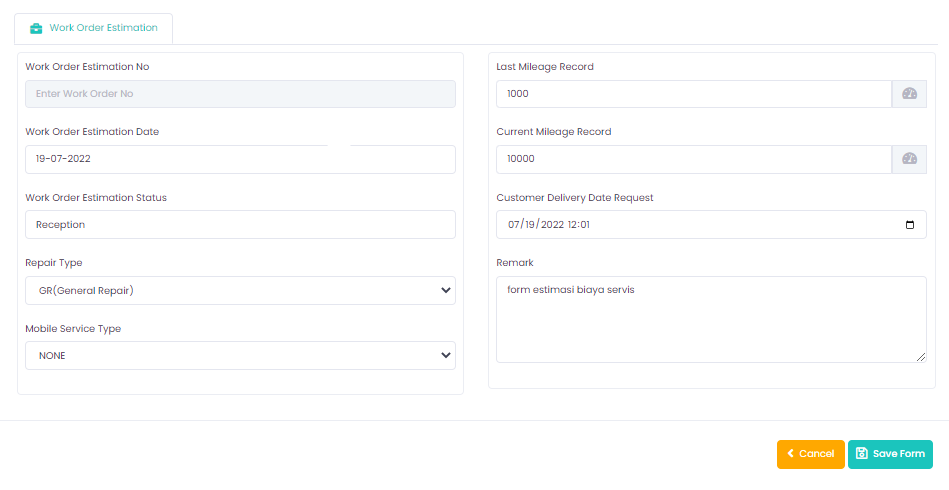 Work Order Estimation
Work Order Estimation No
Enter Work Order No
Work Order Estimation Date
19-07-2022
Work Order Estimation Status
Reception
Repair Type
GR(General Repair)
Mobile Service Type
NONE
Last Mileage Record
1000
Current Mileage Record
10000
Customer Delivery Date Request
07/19/2022 12:01
Remark
form estimasi biaya servis
Cancel
Save Form